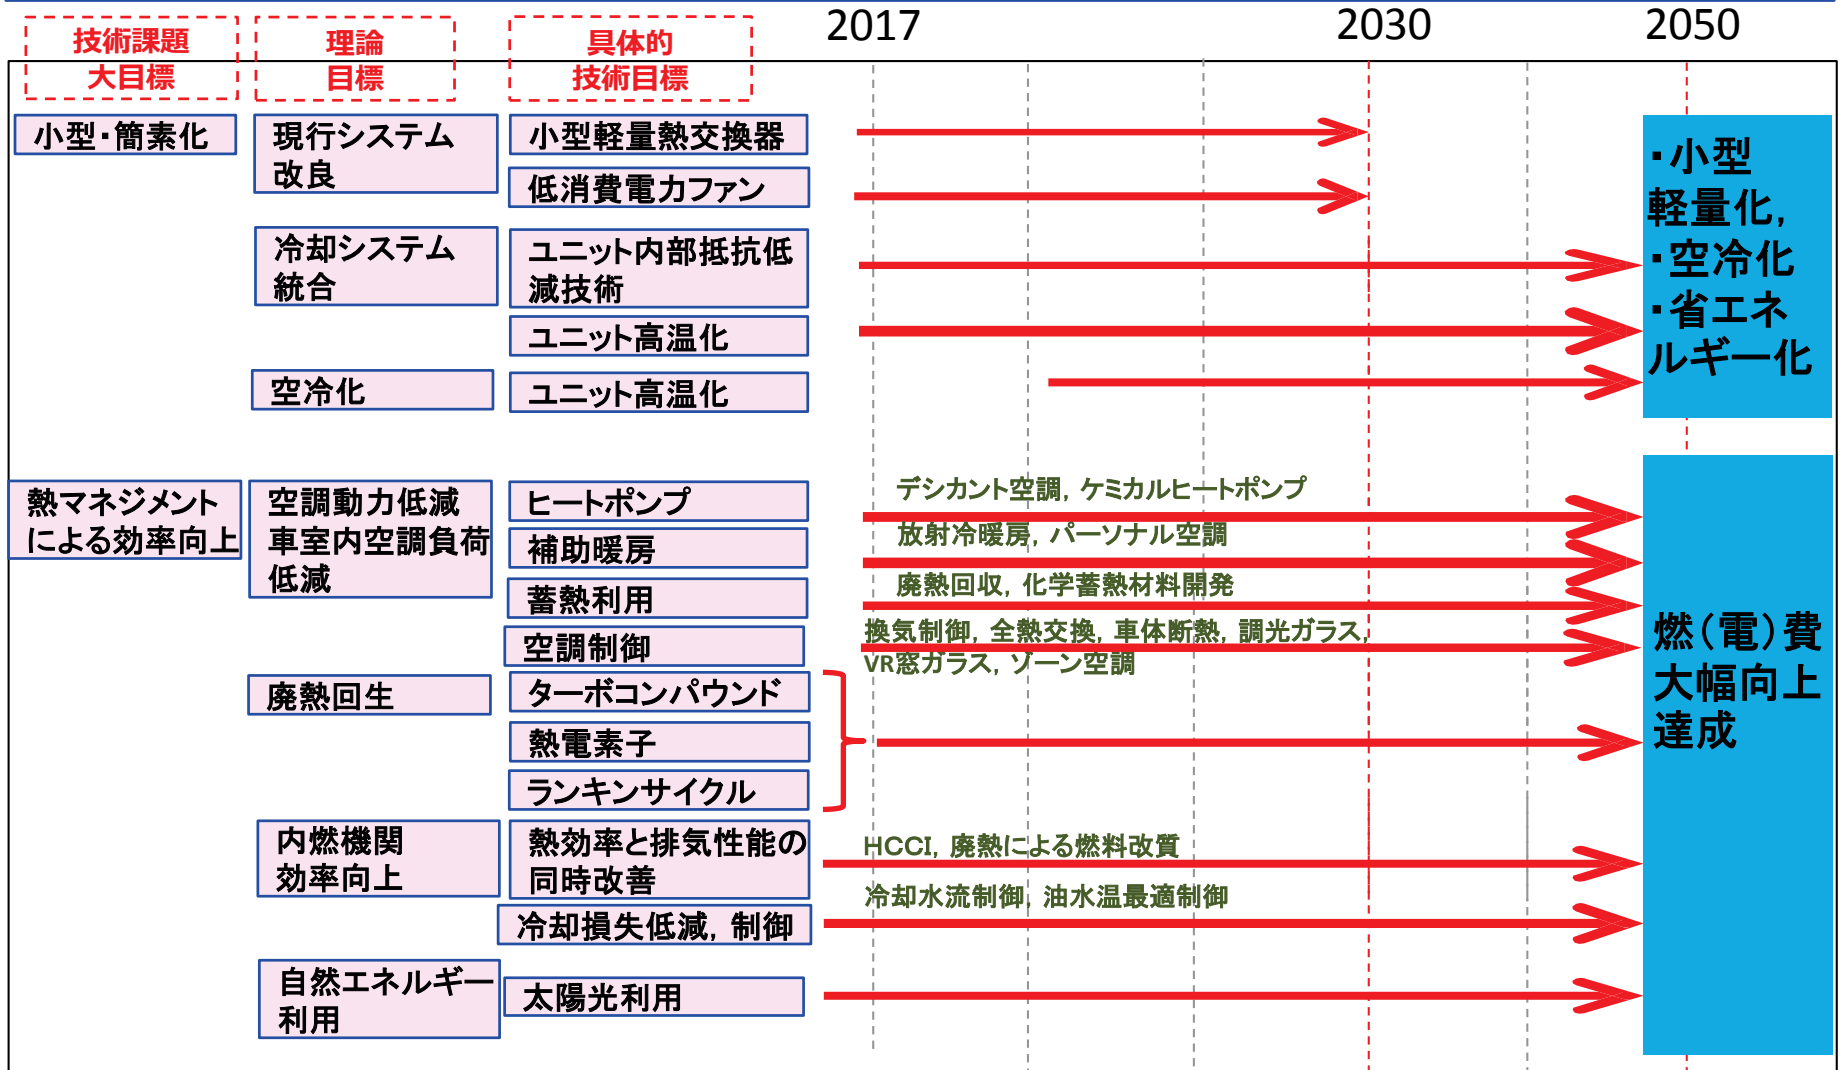 2017
2030
2050
技術課題
大目標
理論
目標
具体的
技術目標
小型・簡素化
現行システム
改良
小型軽量熱交換器
低消費電力ファン
冷却システム
統合
ユニット内部抵抗低
減技術
ユニット高温化
空冷化
ユニット高温化
・小型
軽量化,
・空冷化
・省エネ
ルギー化
熱マネジメント
による効率向上
空調動力低減
車室内空調負荷
低減
ヒートポンプ
デシカント空調, ケミカルヒートポンプ
補助暖房
放射冷暖房, パーソナル空調
蓄熱利用
廃熱回収, 化学蓄熱材料開発
空調制御
換気制御, 全熱交換, 車体断熱, 調光ガラス,
VR窓ガラス, ゾーン空調
廃熱回生
ターボコンパウンド
熱電素子
ランキンサイクル
内燃機関
効率向上
熱効率と排気性能の
同時改善
HCCI, 廃熱による燃料改質
冷却損失低減, 制御
冷却水流制御, 油水温最適制御
自然エネルギー
利用
太陽光利用
燃(電)費
大幅向上
達成